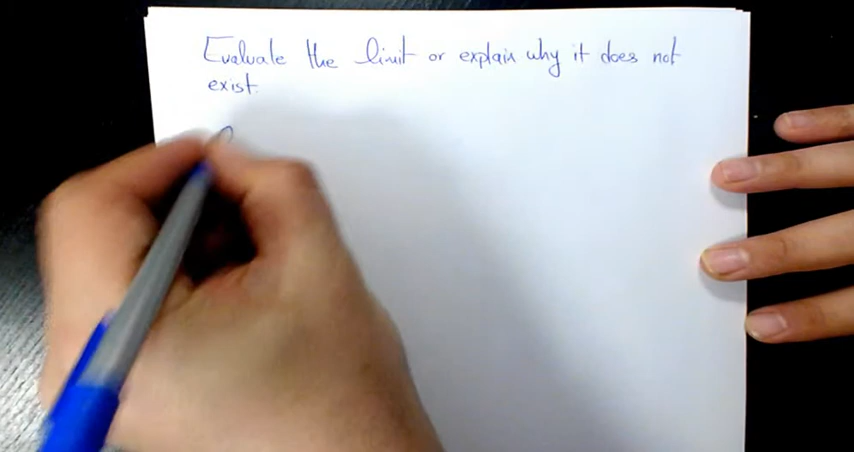 Evaluate the limit or explain why it does not
exist.